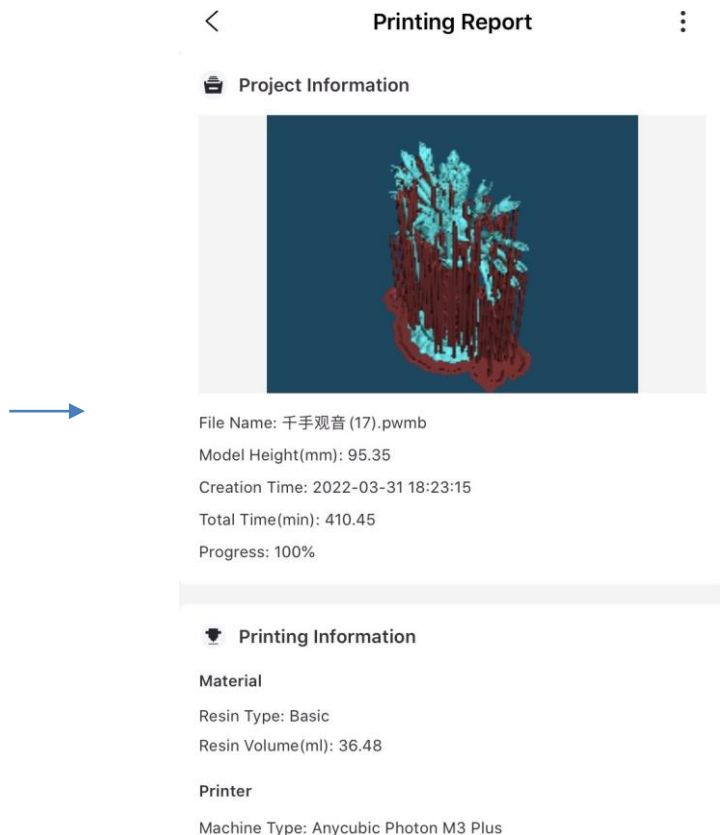 Printing Report
Project Information
File Name: 千手观音 (17).pwmb
Model Height(mm): 95.35
Creation Time: 2022-03-31 18:23:15
Total Time(min): 410.45
Progress: 100%
Printing Information
Material
Resin Type: Basic
Resin Volume(ml): 36.48
Printer
Machine Type: Anycubic Photon M3 Plus